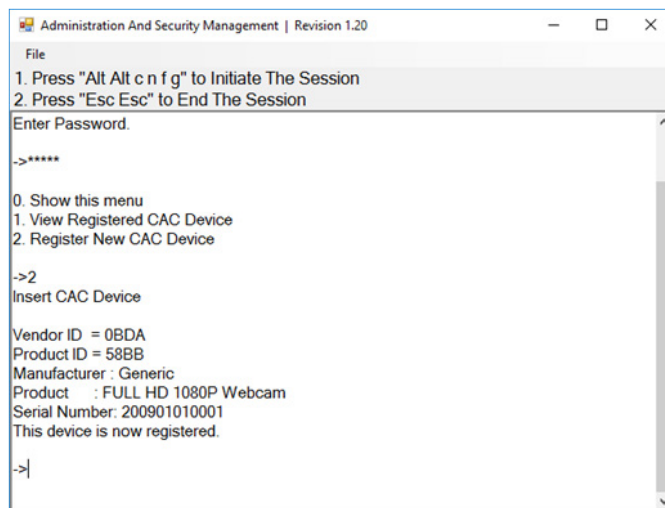 Administration And Security Management | Revision 1.20
File
1. Press "Alt Alt c n f g" to Initiate The Session
2. Press "Esc Esc" to End The Session
Enter Password.
->*****
0. Show this menu
1. View Registered CAC Device
2. Register New CAC Device
->2
Insert CAC Device
Vendor ID = 0BDA
Product ID = 58BB
Manufacturer : Generic
Product : FULL HD 1080P Webcam
Serial Number: 200901010001
This device is now registered.
->